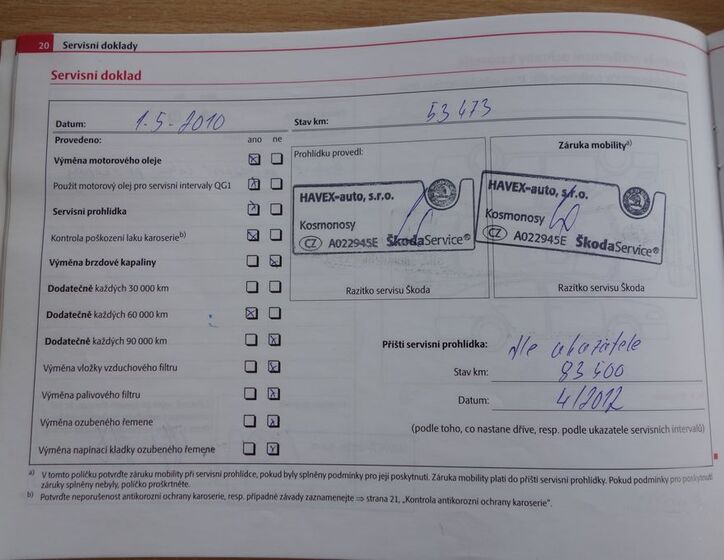 20 Servisní doklady
Servisní doklad
Datum: 1.5.2010 Stav km: 53 473
Provedeno: ano ne
Výměna motorového oleje
Použit motorový olej pro servisní intervaly QG1
Servisní prohlídka
Kontrola poškození laku karoserie b)
Výměna brzdové kapaliny
Dodatečně každých 30 000 km
Dodatečně každých 60 000 km
Dodatečně každých 90 000 km
Výměna vložky vzduchového filtru
Výměna palivového filtru
Výměna ozubeného řemene
Výměna napínací kladky ozubeného řemene
Prohlídku provedl:
HAVEX-auto, s.r.o.
Kosmonosy
CZ A022945E ŠkodaService®
Razítko servisu Škoda
Záruka mobility a)
HAVEX-auto, s.r.o.
Kosmonosy
CZ A022945E ŠkodaService®
Razítko servisu Škoda
Příští servisní prohlídka: dle ukazatele
Stav km: 83 400
Datum: 4/2012
(podle toho, co nastane dříve, resp. podle ukazatele servisních intervalů)
a) V tomto políčku potvrďte záruku mobility při servisní prohlídce, pokud byly splněny podmínky pro její poskytnutí. Záruka mobility platí do příští servisní prohlídky. Pokud podmínky pro poskytnutí
záruky splněny nebyly, políčko proškrtněte.
b) Potvrďte neporušenost antikorozní ochrany karoserie, resp. případné závady zaznamenejte ⇒ strana 21, „Kontrola antikorozní ochrany karoserie“.